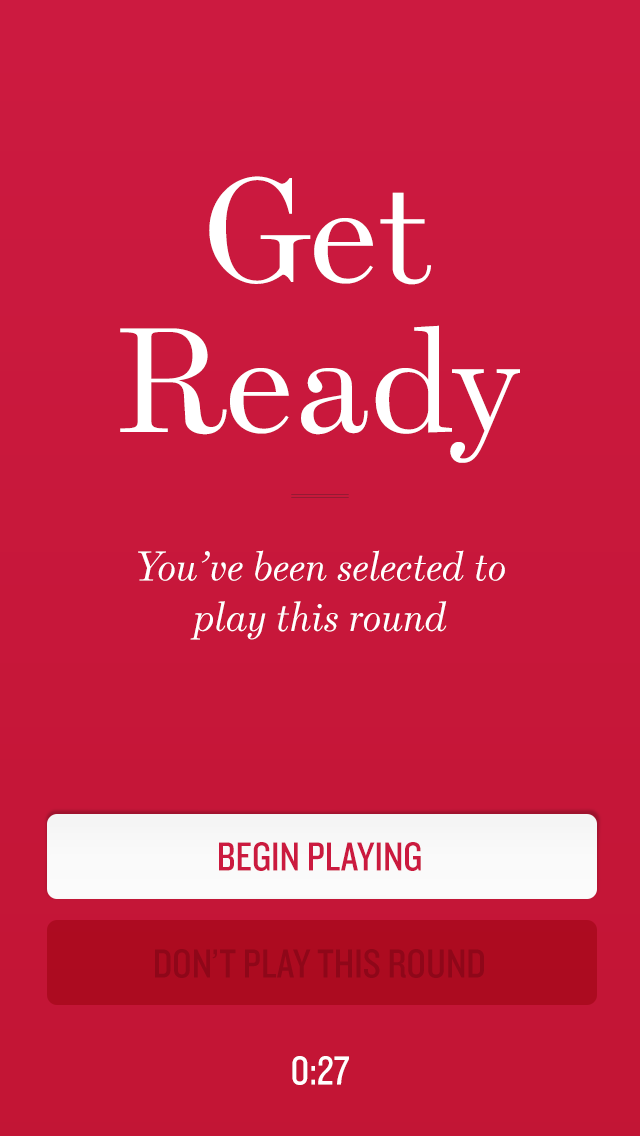 Get
Ready
You’ve been selected to
play this round
BEGIN PLAYING
DON’T PLAY THIS ROUND
0:27